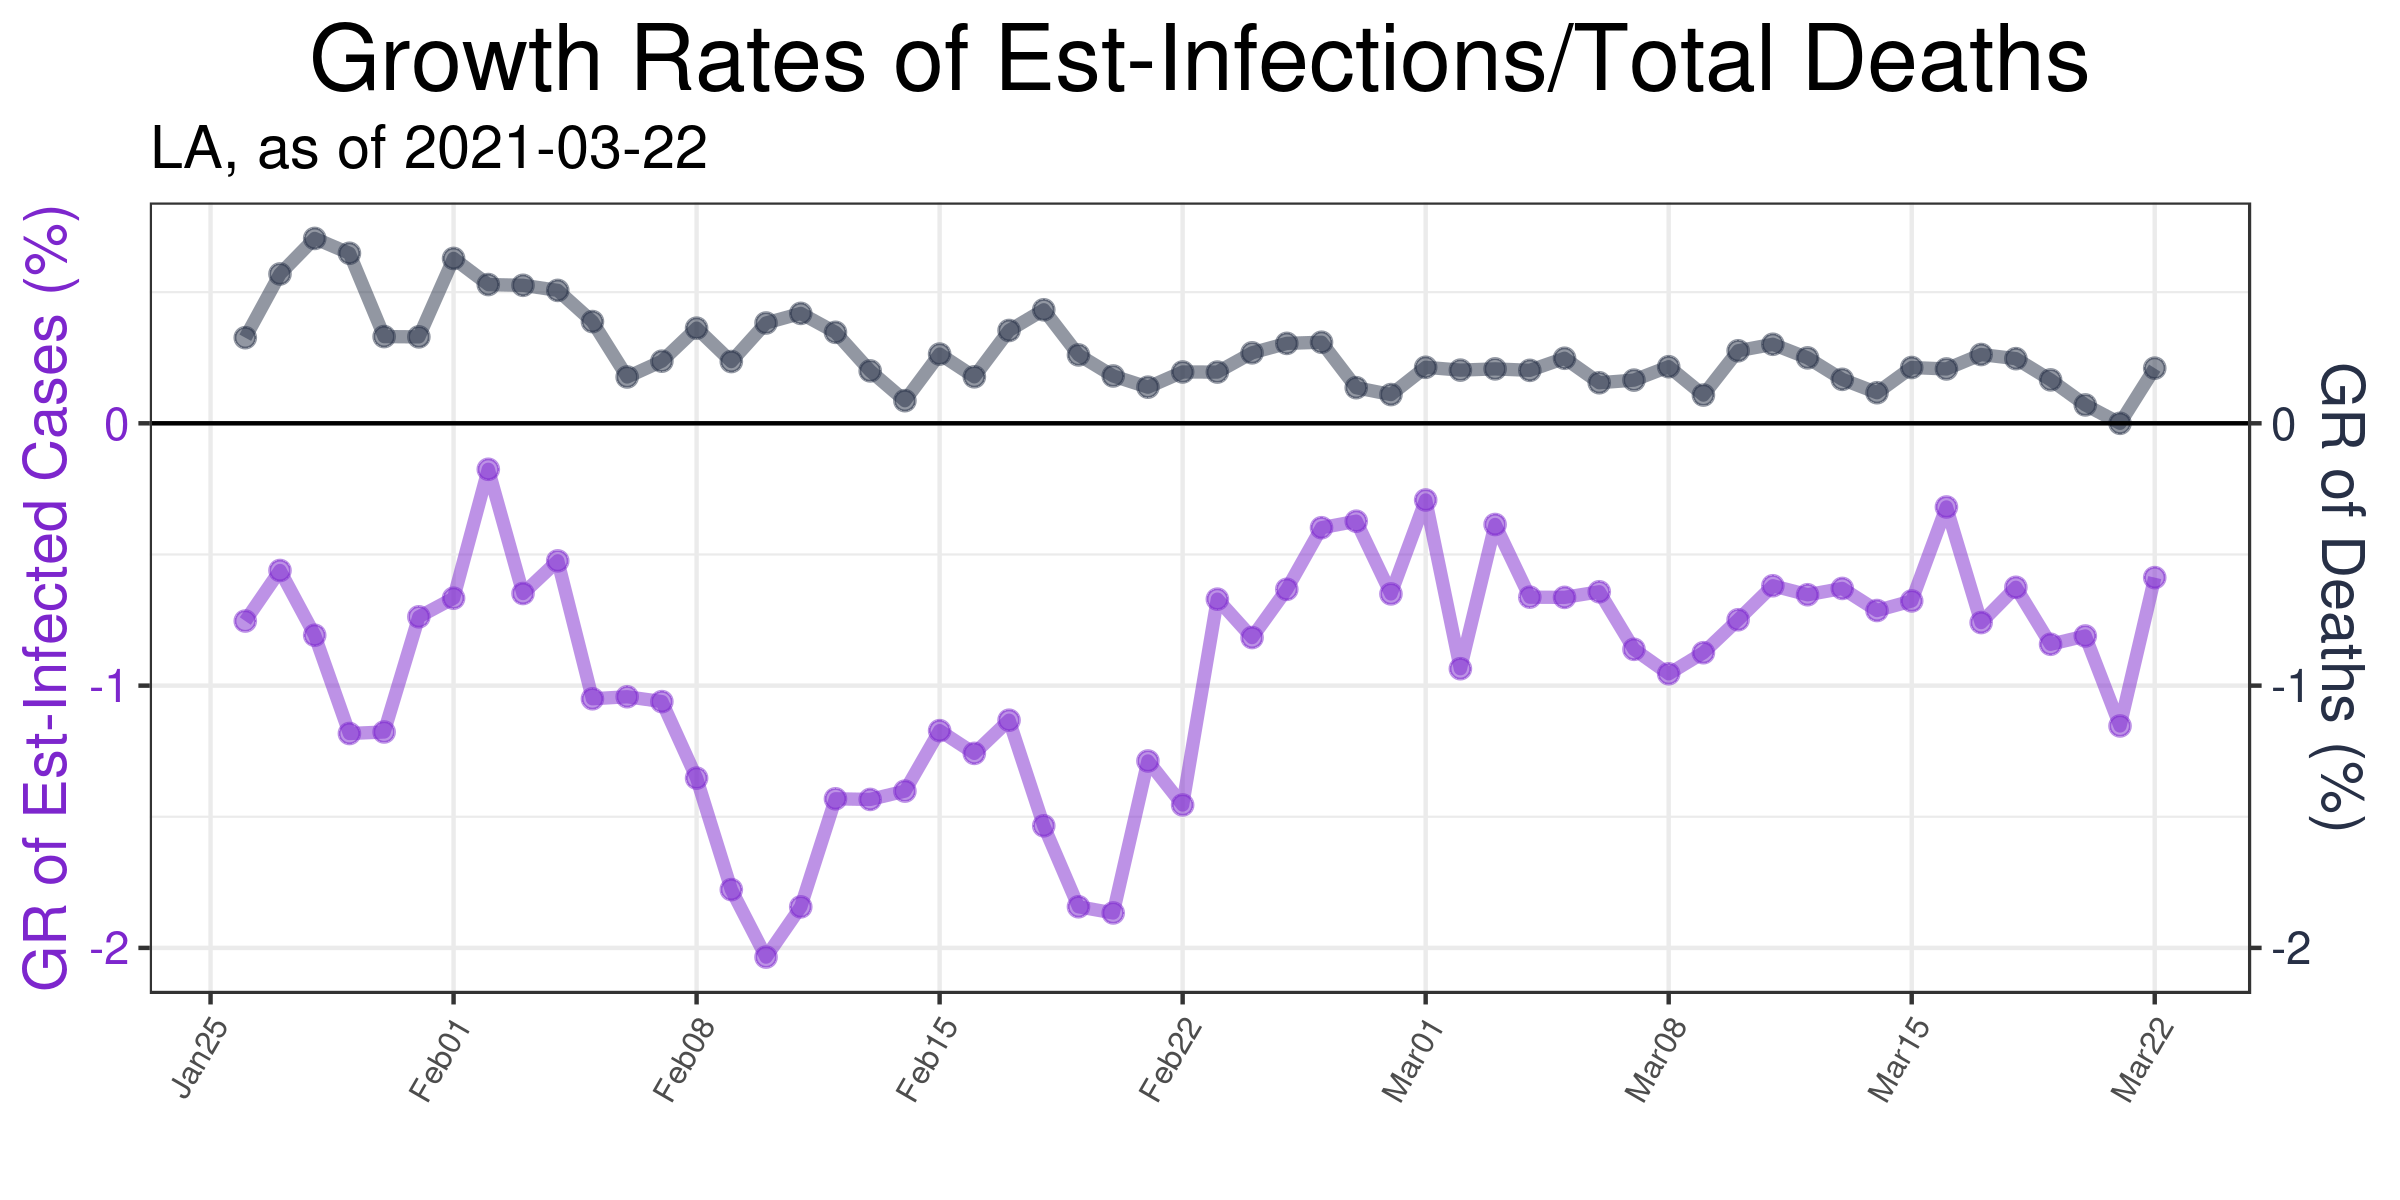 Growth Rates of Est-Infections/Total Deaths
LA, as of 2021-03-22
GR of Est-Infected Cases (%)
0
-1
-2
GR of Deaths (%)
0
-1
-2
Jan25
Feb01
Feb08
Feb15
Feb22
Mar01
Mar08
Mar15
Mar22